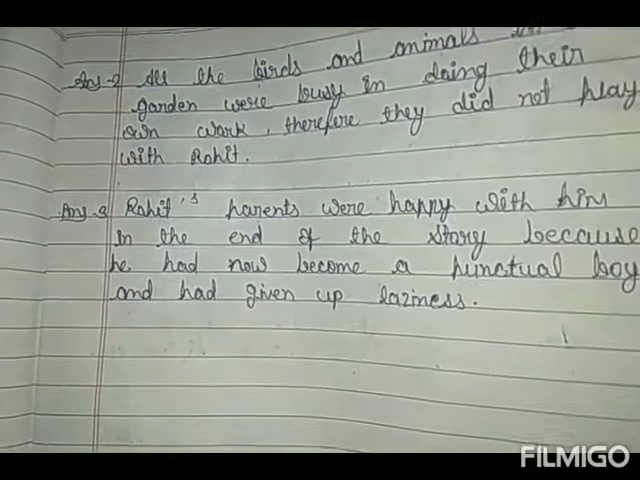 Ans-2 All the birds and animals in
garden were busy in doing their
own work, therefore they did not play
with Rohit.
Ans-3 Rohit's parents were happy with him
in the end of the story because
he had now become a punctual boy
and had given up laziness.
FILMIGO